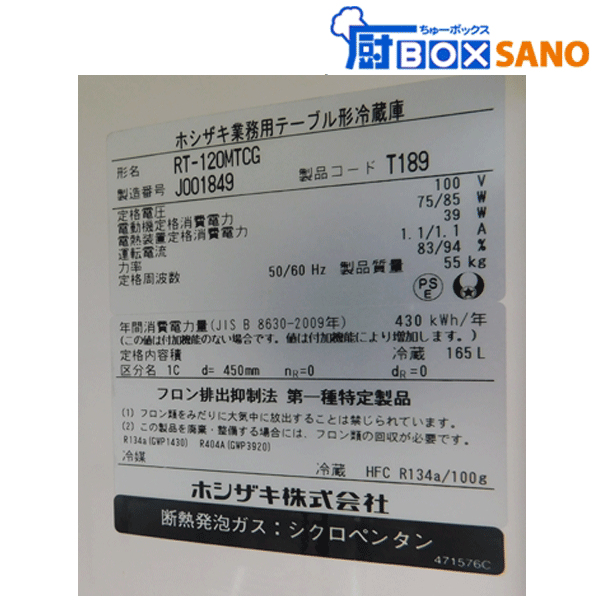 ちゅーボックス
厨BOX SANO
ホシザキ業務用テーブル形冷蔵庫
形名 RT-120MTCG
製造番号 J001849 製品コード T189
定格電圧 100 V
電動機定格消費電力 75/85 W
電熱装置定格消費電力 39 W
運転電流 1.1/1.1 A
力率 83/94 %
定格周波数 50/60 Hz 製品質量 55 kg
PS
E
年間消費電力量(JIS B 8630-2009年) 430 kWh/年
(この値は付加機能のない場合です。値は付加機能により増加します。)
定格内容積 冷蔵 165 L
区分名 1C d= 450mm nR=0 dR=0
フロン排出抑制法 第一種特定製品
(1) フロン類をみだりに大気中に放出することは禁じられています。
(2) この製品を廃棄・整備する場合には、フロン類の回収が必要です。
R134a(GWP1430) R404A(GWP3920)
冷媒 冷蔵 HFC R134a/100g
ホシザキ株式会社
断熱発泡ガス：シクロペンタン
471576C